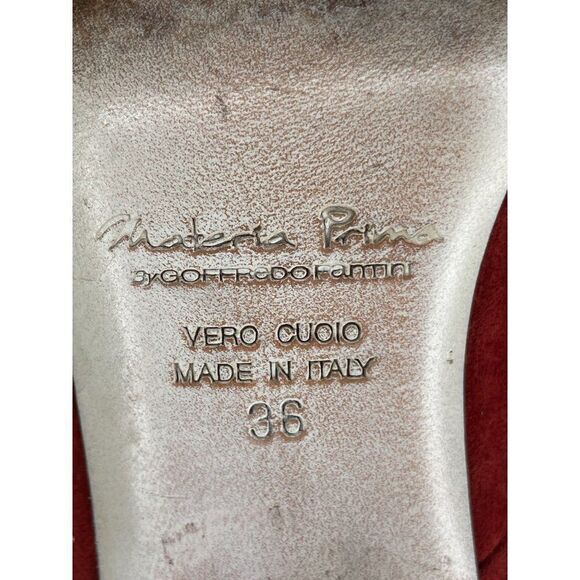 Materia Prima
By GOFFReDO FaNTINI
VERO CUOIO
MADE IN ITALY
36